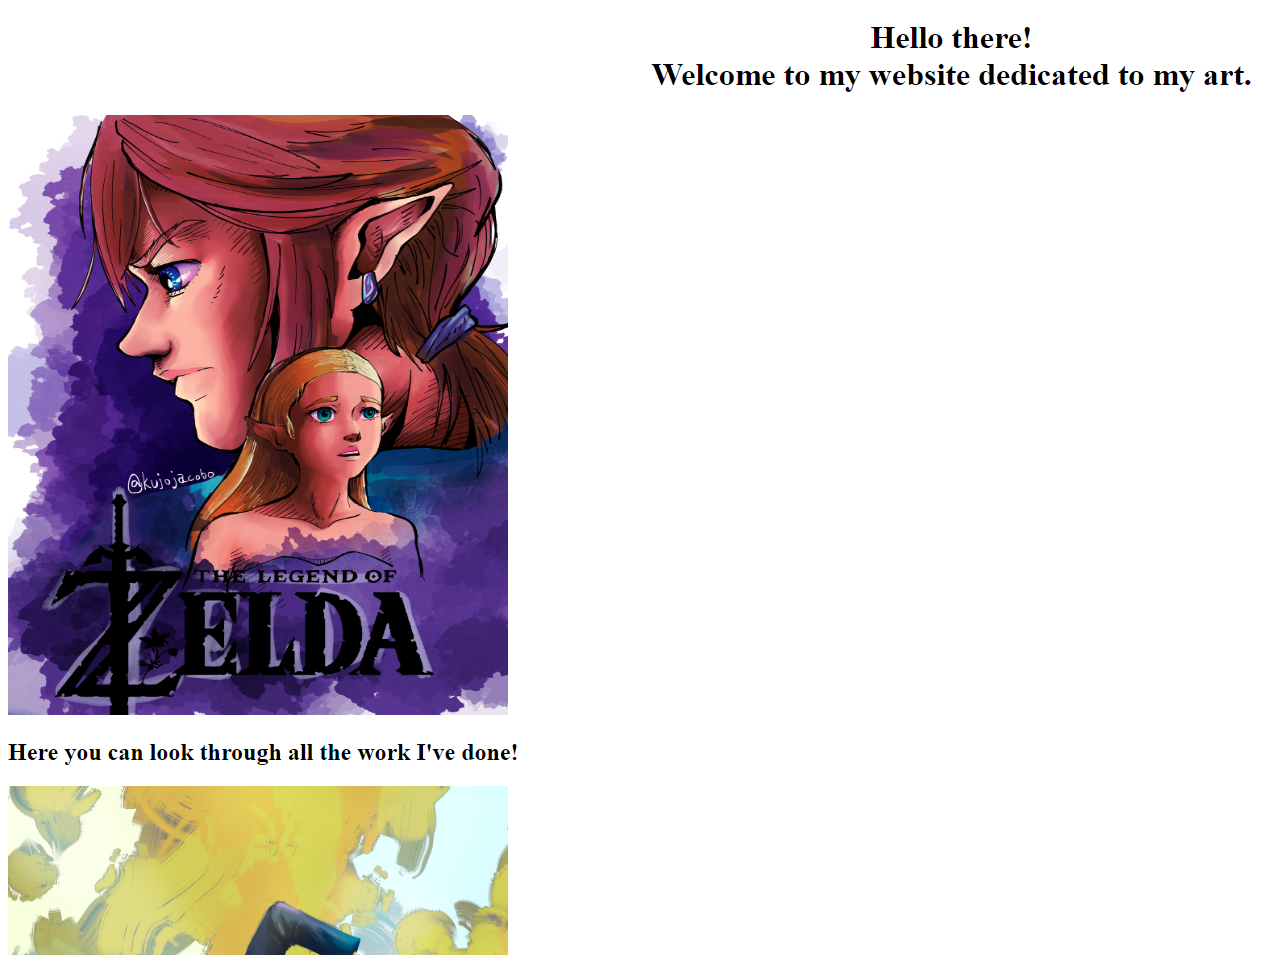 Hello there!
Welcome to my website dedicated to my art.
@kujojacobo
THE LEGEND OF
ZELDA
Here you can look through all the work I've done!